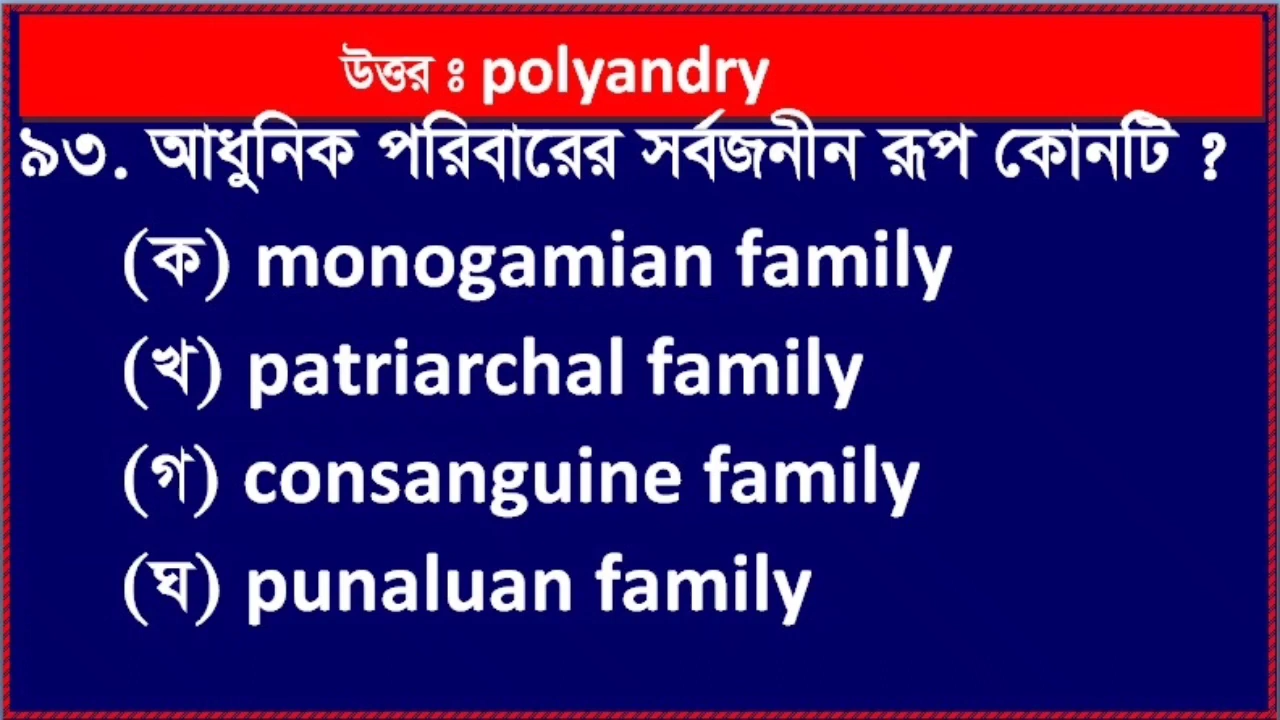 উত্তর ঃ polyandry
৯৩. আধুনিক পরিবারের সর্বজনীন রূপ কোনটি ?
(ক) monogamian family
(খ) patriarchal family
(গ) consanguine family
(ঘ) punaluan family